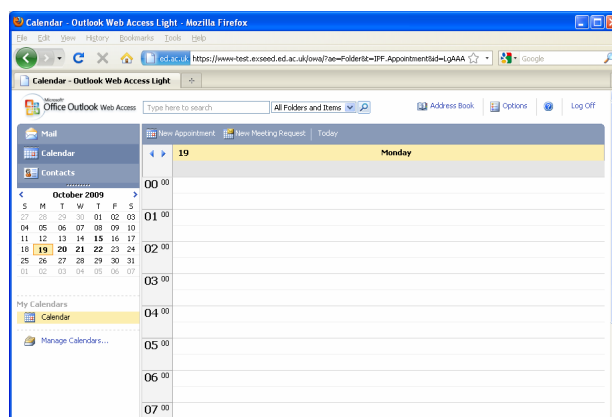 Calendar - Outlook Web Access Light - Mozilla Firefox
File Edit View History Bookmarks Tools Help
ed.ac.uk https://www-test.exseed.ed.ac.uk/owa/?ae=Folder&t=IPF.Appointment&id=LgAAA Google
Calendar - Outlook Web Access Light
Microsoft
Office Outlook Web Access Type here to search All Folders and Items Address Book Options Log Off
Mail New Appointment New Meeting Request Today
Calendar 19 Monday
Contacts
October 2009
S M T W T F S
27 28 29 30 01 02 03
04 05 06 07 08 09 10
11 12 13 14 15 16 17
18 19 20 21 22 23 24
25 26 27 28 29 30 31
01 02 03 04 05 06 07
My Calendars
Calendar
Manage Calendars...
00 00
01 00
02 00
03 00
04 00
05 00
06 00
07 00